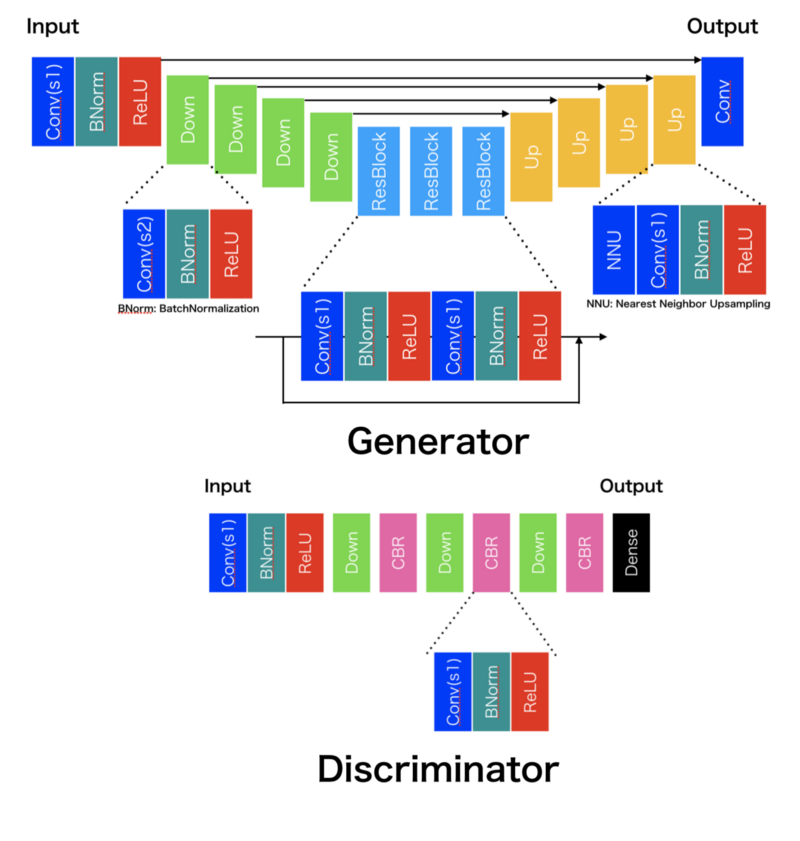 Input
Output
Conv(s1)
BNorm
ReLU
Down
Down
Down
Down
ResBlock
ResBlock
ResBlock
Up
Up
Up
Up
Conv
Conv(s2)
BNorm
ReLU
BNorm: BatchNormalization
NNU
Conv(s1)
BNorm
ReLU
NNU: Nearest Neighbor Upsampling
Conv(s1)
BNorm
ReLU
Conv(s1)
BNorm
ReLU
Generator
Input
Output
Conv(s1)
BNorm
ReLU
Down
CBR
Down
CBR
Down
CBR
Dense
Conv(s1)
BNorm
ReLU
Discriminator